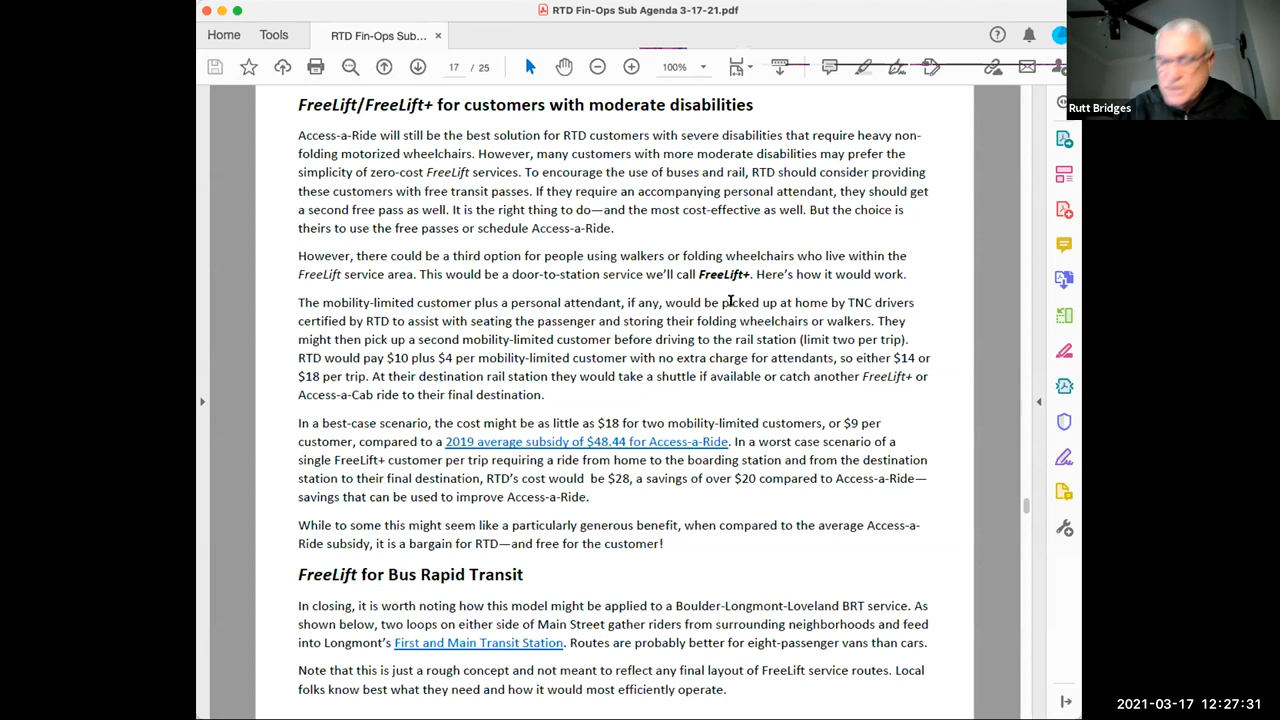 RTD Fin-Ops Sub Agenda 3-17-21.pdf
Home
Tools
RTD Fin-Ops Sub...
17 / 25
100%
Rutt Bridges
FreeLift/FreeLift+ for customers with moderate disabilities
Access-a-Ride will still be the best solution for RTD customers with severe disabilities that require heavy non-
folding motorized wheelchairs. However, many customers with more moderate disabilities may prefer the
simplicity of zero-cost FreeLift services. To encourage the use of buses and rail, RTD should consider providing
these customers with free transit passes. If they require an accompanying personal attendant, they should get
a second free pass as well. It is the right thing to do—and the most cost-effective as well. But the choice is
theirs to use the free passes or schedule Access-a-Ride.
However, there could be a third option for people using walkers or folding wheelchairs who live within the
FreeLift service area. This would be a door-to-station service we'll call FreeLift+. Here's how it would work.
The mobility-limited customer plus a personal attendant, if any, would be picked up at home by TNC drivers
certified by RTD to assist with seating the passenger and storing their folding wheelchairs or walkers. They
might then pick up a second mobility-limited customer before driving to the rail station (limit two per trip).
RTD would pay $10 plus $4 per mobility-limited customer with no extra charge for attendants, so either $14 or
$18 per trip. At their destination rail station they would take a shuttle if available or catch another FreeLift+ or
Access-a-Cab ride to their final destination.
In a best-case scenario, the cost might be as little as $18 for two mobility-limited customers, or $9 per
customer, compared to a 2019 average subsidy of $48.44 for Access-a-Ride. In a worst case scenario of a
single FreeLift+ customer per trip requiring a ride from home to the boarding station and from the destination
station to their final destination, RTD's cost would be $28, a savings of over $20 compared to Access-a-Ride—
savings that can be used to improve Access-a-Ride.
While to some this might seem like a particularly generous benefit, when compared to the average Access-a-
Ride subsidy, it is a bargain for RTD—and free for the customer!
FreeLift for Bus Rapid Transit
In closing, it is worth noting how this model might be applied to a Boulder-Longmont-Loveland BRT service. As
shown below, two loops on either side of Main Street gather riders from surrounding neighborhoods and feed
into Longmont's First and Main Transit Station. Routes are probably better for eight-passenger vans than cars.
Note that this is just a rough concept and not meant to reflect any final layout of FreeLift service routes. Local
folks know best what they need and how it would most efficiently operate.
2021-03-17 12:27:31